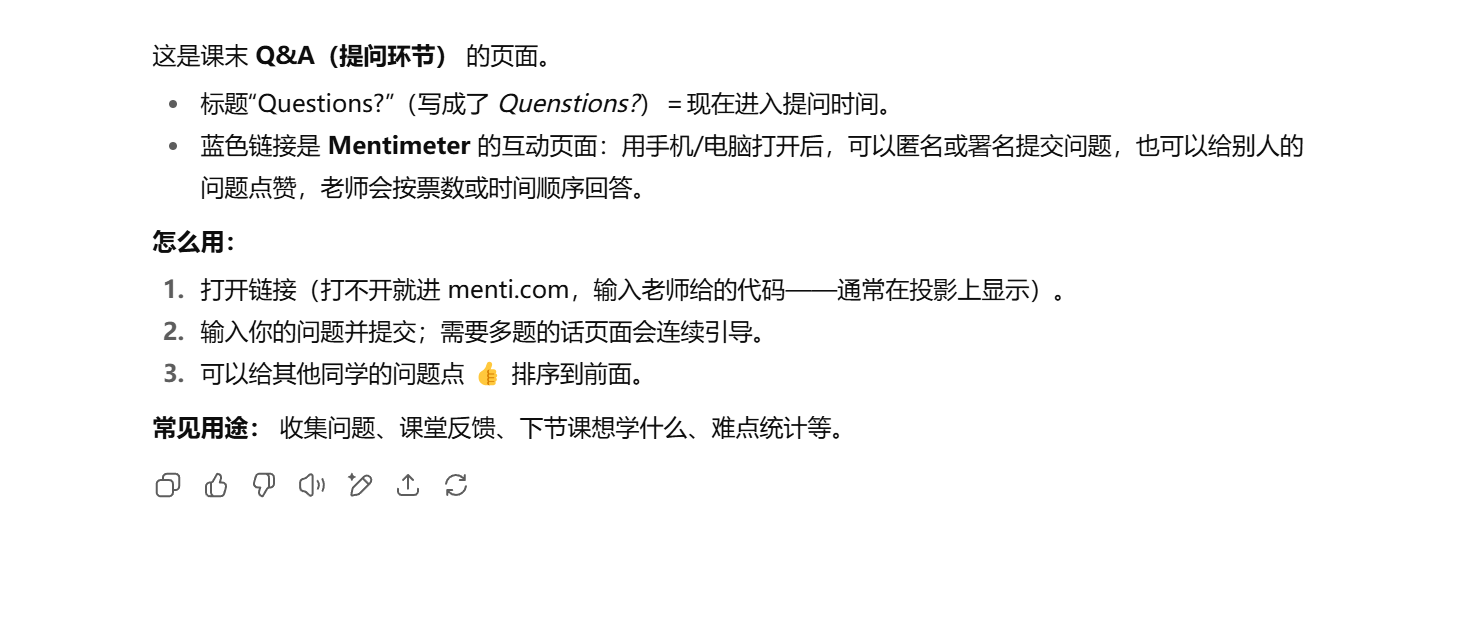 这是课末 Q&A（提问环节） 的页面。
• 标题“Questions?”（写成了 Quenstions?）＝现在进入提问时间。
• 蓝色链接是 Mentimeter 的互动页面：用手机/电脑打开后，可以匿名或署名提交问题，也可以给别人的
问题点赞，老师会按票数或时间顺序回答。
怎么用：
1. 打开链接（打不开就进 menti.com，输入老师给的代码——通常在投影上显示）。
2. 输入你的问题并提交；需要多题的话页面会连续引导。
3. 可以给其他同学的问题点 👍 排序到前面。
常见用途： 收集问题、课堂反馈、下节课想学什么、难点统计等。